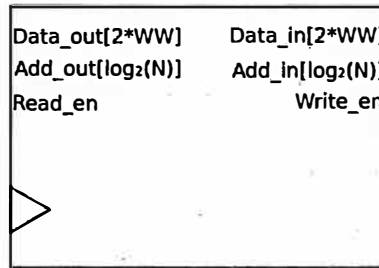 Data_out[2*WW] Data_in[2*WW]
Add_out[log₂(N)] Add_in[log₂(N)]
Read_en Write_en